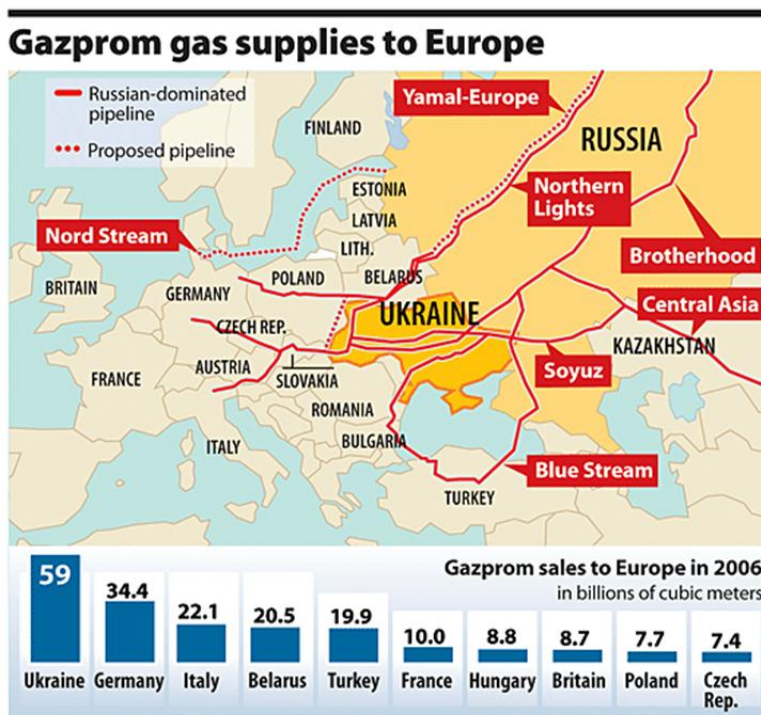 Gazprom gas supplies to Europe
Russian-dominated
pipeline
Proposed pipeline
Yamal-Europe
FINLAND
RUSSIA
ESTONIA
Northern
Lights
LATVIA
Nord Stream
LITH.
Brotherhood
BRITAIN
POLAND
BELARUS
GERMANY
UKRAINE
Central Asia
CZECH REP.
KAZAKHSTAN
AUSTRIA
Soyuz
FRANCE
SLOVAKIA
ROMANIA
ITALY
BULGARIA
Blue Stream
TURKEY
Gazprom sales to Europe in 2006
in billions of cubic meters
59
34.4
22.1
20.5
19.9
10.0
8.8
8.7
7.7
7.4
Ukraine
Germany
Italy
Belarus
Turkey
France
Hungary
Britain
Poland
Czech
Rep.